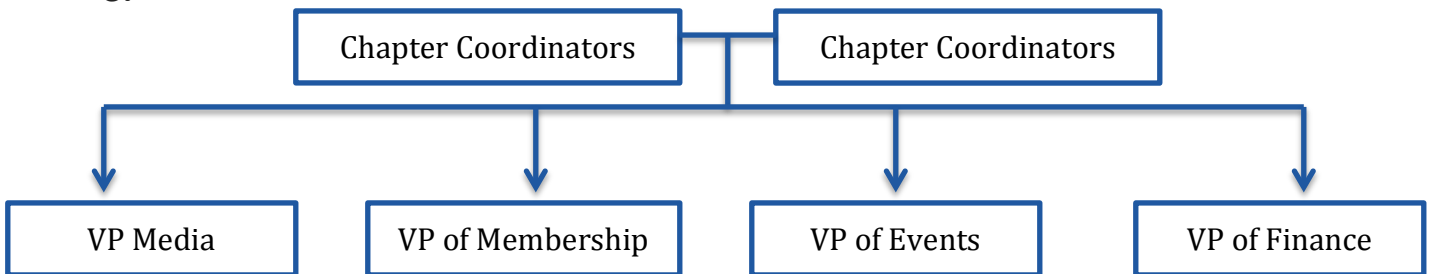 Chapter Coordinators
Chapter Coordinators
VP Media
VP of Membership
VP of Events
VP of Finance